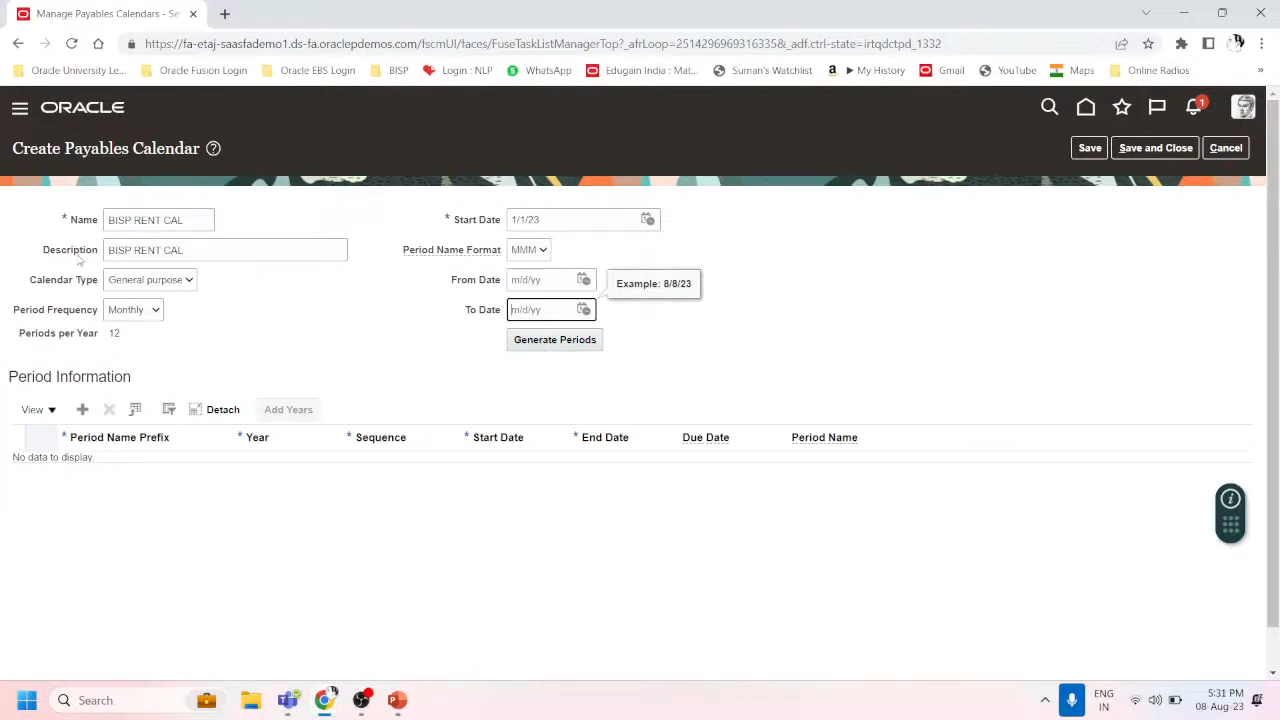 Manage Payables Calendars - Se
https://fa-etaj-saasfademo1.ds-fa.oraclepdemos.com/fscmUI/faces/FuseTaskListManagerTop?_afrLoop=2514296969316335&_adf.ctrl-state=irtqdctpd_1332
Oracle University Le... Oracle Fusion Login Oracle EBS Login BISP Login : NLP WhatsApp Edugain India : Mat... Suman's Watchlist ► My History Gmail YouTube Maps Online Radios »
ORACLE 1
Create Payables Calendar ? Save Save and Close Cancel
* Name BISP RENT CAL * Start Date 1/1/23
Description BISP RENT CAL Period Name Format MMM
Calendar Type General purpose From Date m/d/yy Example: 8/8/23
Period Frequency Monthly To Date m/d/yy
Periods per Year 12 Generate Periods
Period Information
View ▼ Detach Add Years
* Period Name Prefix * Year * Sequence * Start Date * End Date Due Date Period Name
No data to display.
Search ENG 5:31 PM
IN 08-Aug-23